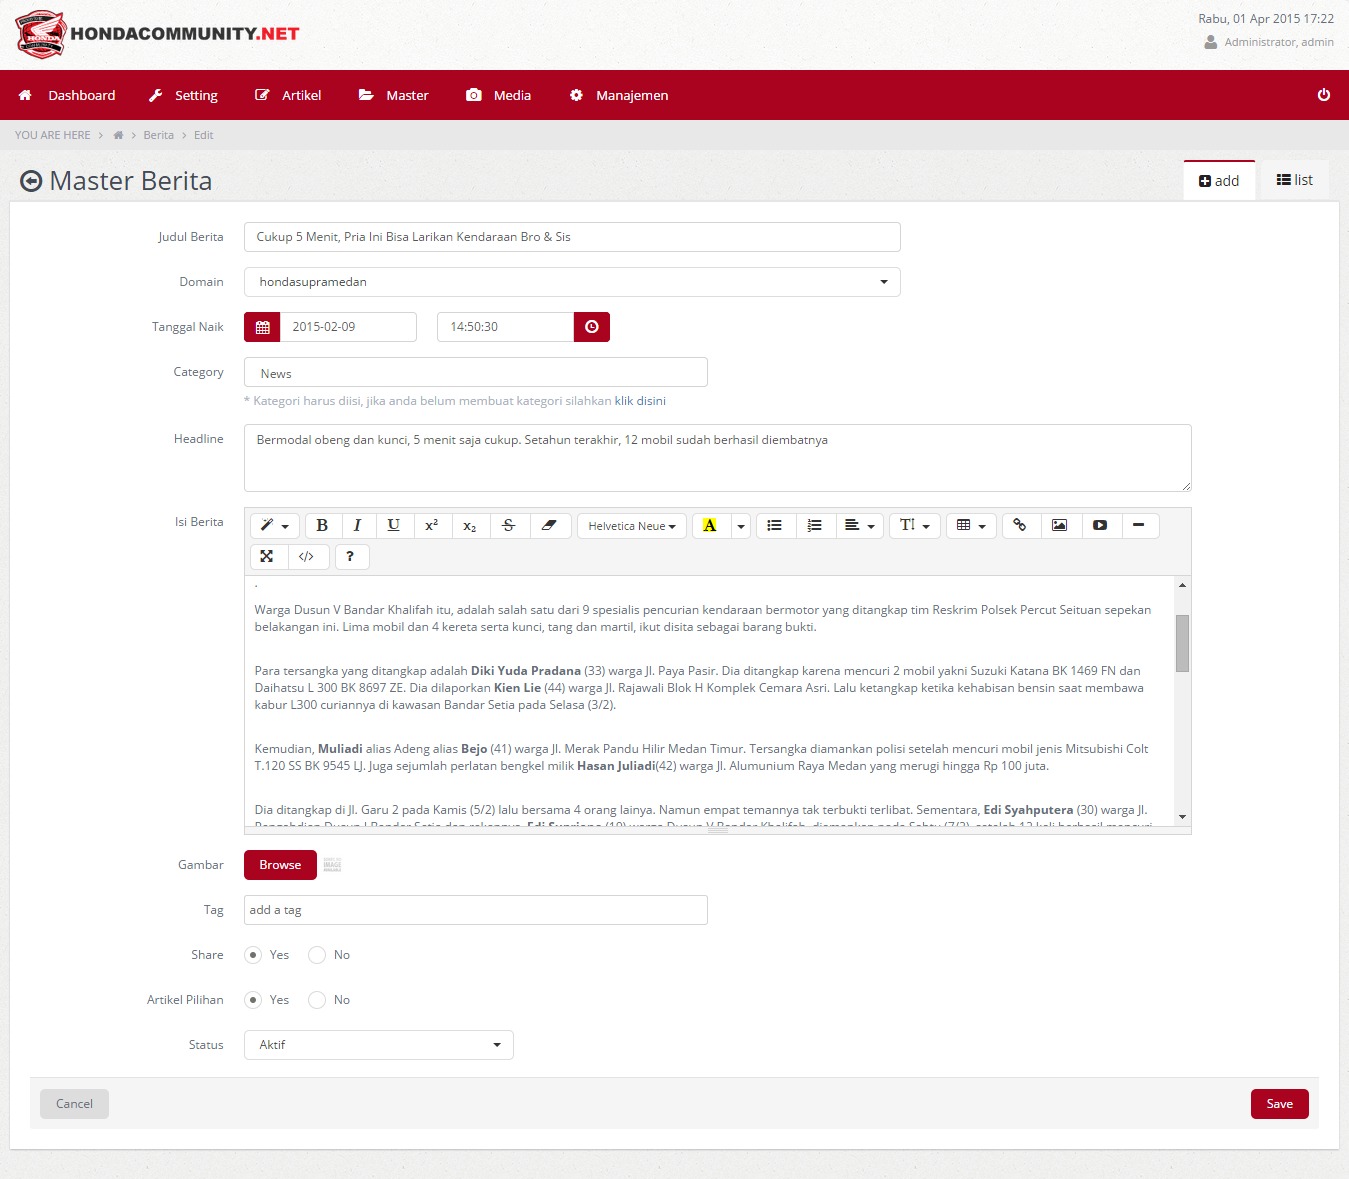 HONDACOMMUNITY.NET
Rabu, 01 Apr 2015 17:22
Administrator, admin
Dashboard Setting Artikel Master Media Manajemen
YOU ARE HERE > > Berita > Edit
Master Berita
add list
Judul Berita Cukup 5 Menit, Pria Ini Bisa Larikan Kendaraan Bro & Sis
Domain hondasupramedan
Tanggal Naik 2015-02-09 14:50:30
Category News
* Kategori harus diisi, jika anda belum membuat kategori silahkan klik disini
Headline Bermodal obeng dan kunci, 5 menit saja cukup. Setahun terakhir, 12 mobil sudah berhasil diembatnya
Isi Berita B I U x² x₂ S Helvetica Neue A TI
</> ?
.
Warga Dusun V Bandar Khalifah itu, adalah salah satu dari 9 spesialis pencurian kendaraan bermotor yang ditangkap tim Reskrim Polsek Percut Seituan sepekan
belakangan ini. Lima mobil dan 4 kereta serta kunci, tang dan martil, ikut disita sebagai barang bukti.
Para tersangka yang ditangkap adalah Diki Yuda Pradana (33) warga Jl. Paya Pasir. Dia ditangkap karena mencuri 2 mobil yakni Suzuki Katana BK 1469 FN dan
Daihatsu L 300 BK 8697 ZE. Dia dilaporkan Kien Lie (44) warga Jl. Rajawali Blok H Komplek Cemara Asri. Lalu ketangkap ketika kehabisan bensin saat membawa
kabur L300 curiannya di kawasan Bandar Setia pada Selasa (3/2).
Kemudian, Muliadi alias Adeng alias Bejo (41) warga Jl. Merak Pandu Hilir Medan Timur. Tersangka diamankan polisi setelah mencuri mobil jenis Mitsubishi Colt
T.120 SS BK 9545 LJ. Juga sejumlah perlatan bengkel milik Hasan Juliadi(42) warga Jl. Alumunium Raya Medan yang merugi hingga Rp 100 juta.
Dia ditangkap di Jl. Garu 2 pada Kamis (5/2) lalu bersama 4 orang lainya. Namun empat temannya tak terbukti terlibat. Sementara, Edi Syahputera (30) warga Jl.
Gambar Browse
Tag add a tag
Share Yes No
Artikel Pilihan Yes No
Status Aktif
Cancel Save